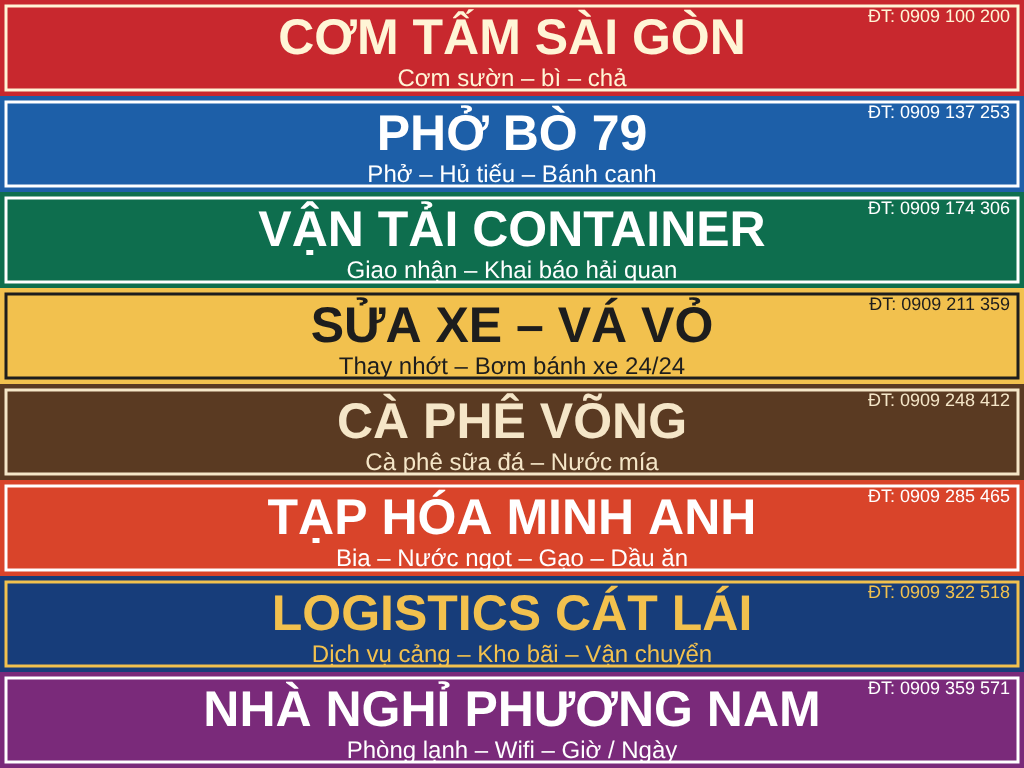 CƠM TẤM SÀI GÒN
ĐT: 0909 100 200
Cơm sườn – bì – chả
PHỞ BÒ 79
ĐT: 0909 137 253
Phở – Hủ tiếu – Bánh canh
VẬN TẢI CONTAINER
ĐT: 0909 174 306
Giao nhận – Khai báo hải quan
SỬA XE – VÁ VỎ
ĐT: 0909 211 359
Thay nhớt – Bơm bánh xe 24/24
CÀ PHÊ VÕNG
ĐT: 0909 248 412
Cà phê sữa đá – Nước mía
TẠP HÓA MINH ANH
ĐT: 0909 285 465
Bia – Nước ngọt – Gạo – Dầu ăn
LOGISTICS CÁT LÁI
ĐT: 0909 322 518
Dịch vụ cảng – Kho bãi – Vận chuyển
NHÀ NGHỈ PHƯƠNG NAM
ĐT: 0909 359 571
Phòng lạnh – Wifi – Giờ / Ngày